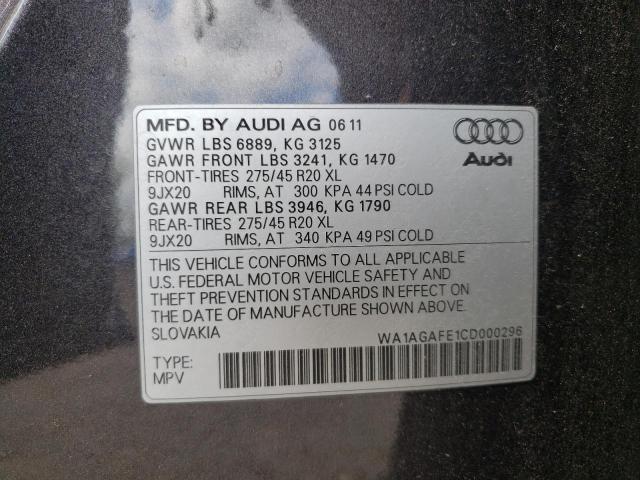 MFD. BY AUDI AG 06 11
GVWR LBS 6889, KG 3125
GAWR FRONT LBS 3241, KG 1470
FRONT-TIRES 275/45 R20 XL
9JX20 RIMS, AT 300 KPA 44 PSI COLD
GAWR REAR LBS 3946, KG 1790
REAR-TIRES 275/45 R20 XL
9JX20 RIMS, AT 340 KPA 49 PSI COLD
Audi
THIS VEHICLE CONFORMS TO ALL APPLICABLE
U.S. FEDERAL MOTOR VEHICLE SAFETY AND
THEFT PREVENTION STANDARDS IN EFFECT ON
THE DATE OF MANUFACTURE SHOWN ABOVE.
SLOVAKIA
WA1AGAFE1CD000296
TYPE:
MPV